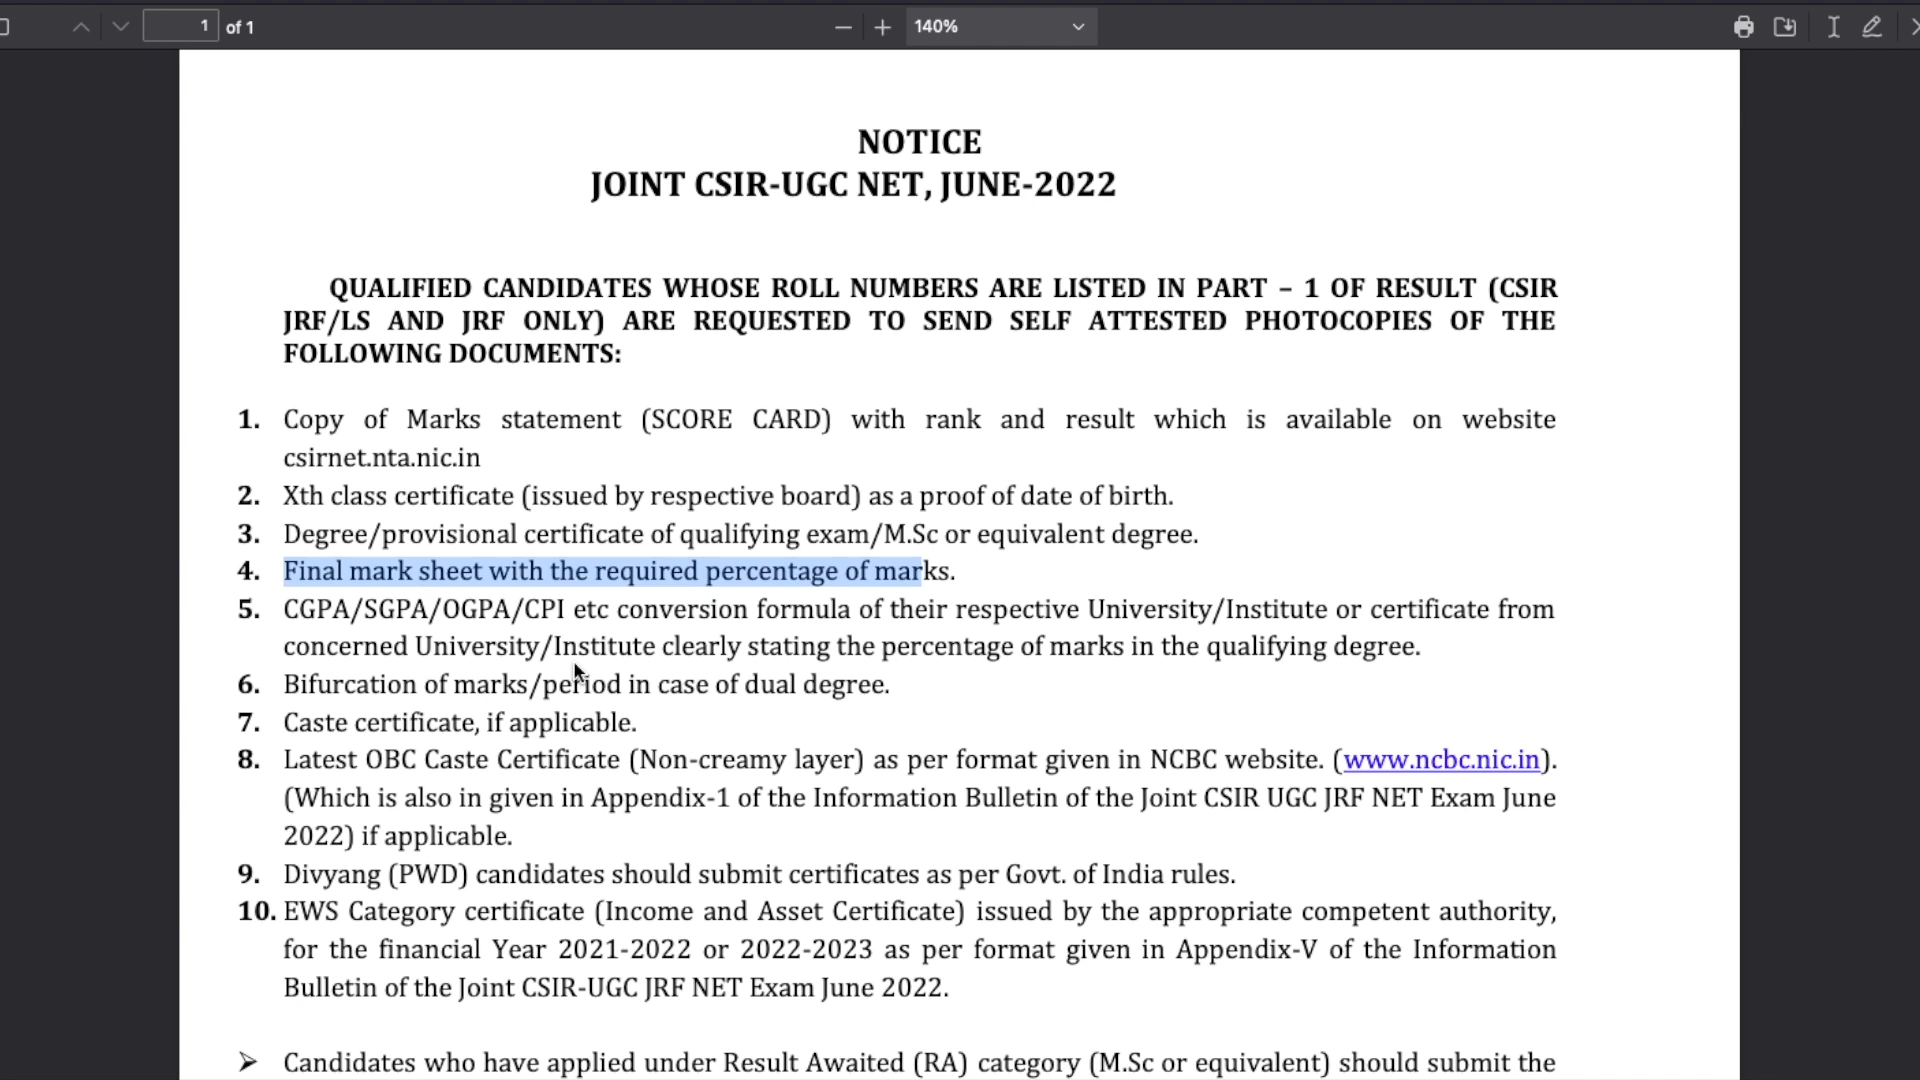 1 of 1 140%
NOTICE
JOINT CSIR-UGC NET, JUNE-2022
QUALIFIED CANDIDATES WHOSE ROLL NUMBERS ARE LISTED IN PART – 1 OF RESULT (CSIR
JRF/LS AND JRF ONLY) ARE REQUESTED TO SEND SELF ATTESTED PHOTOCOPIES OF THE
FOLLOWING DOCUMENTS:
1. Copy of Marks statement (SCORE CARD) with rank and result which is available on website
csirnet.nta.nic.in
2. Xth class certificate (issued by respective board) as a proof of date of birth.
3. Degree/provisional certificate of qualifying exam/M.Sc or equivalent degree.
4. Final mark sheet with the required percentage of marks.
5. CGPA/SGPA/OGPA/CPI etc conversion formula of their respective University/Institute or certificate from
concerned University/Institute clearly stating the percentage of marks in the qualifying degree.
6. Bifurcation of marks/period in case of dual degree.
7. Caste certificate, if applicable.
8. Latest OBC Caste Certificate (Non-creamy layer) as per format given in NCBC website. (www.ncbc.nic.in).
(Which is also in given in Appendix-1 of the Information Bulletin of the Joint CSIR UGC JRF NET Exam June
2022) if applicable.
9. Divyang (PWD) candidates should submit certificates as per Govt. of India rules.
10. EWS Category certificate (Income and Asset Certificate) issued by the appropriate competent authority,
for the financial Year 2021-2022 or 2022-2023 as per format given in Appendix-V of the Information
Bulletin of the Joint CSIR-UGC JRF NET Exam June 2022.
➢ Candidates who have applied under Result Awaited (RA) category (M.Sc or equivalent) should submit the